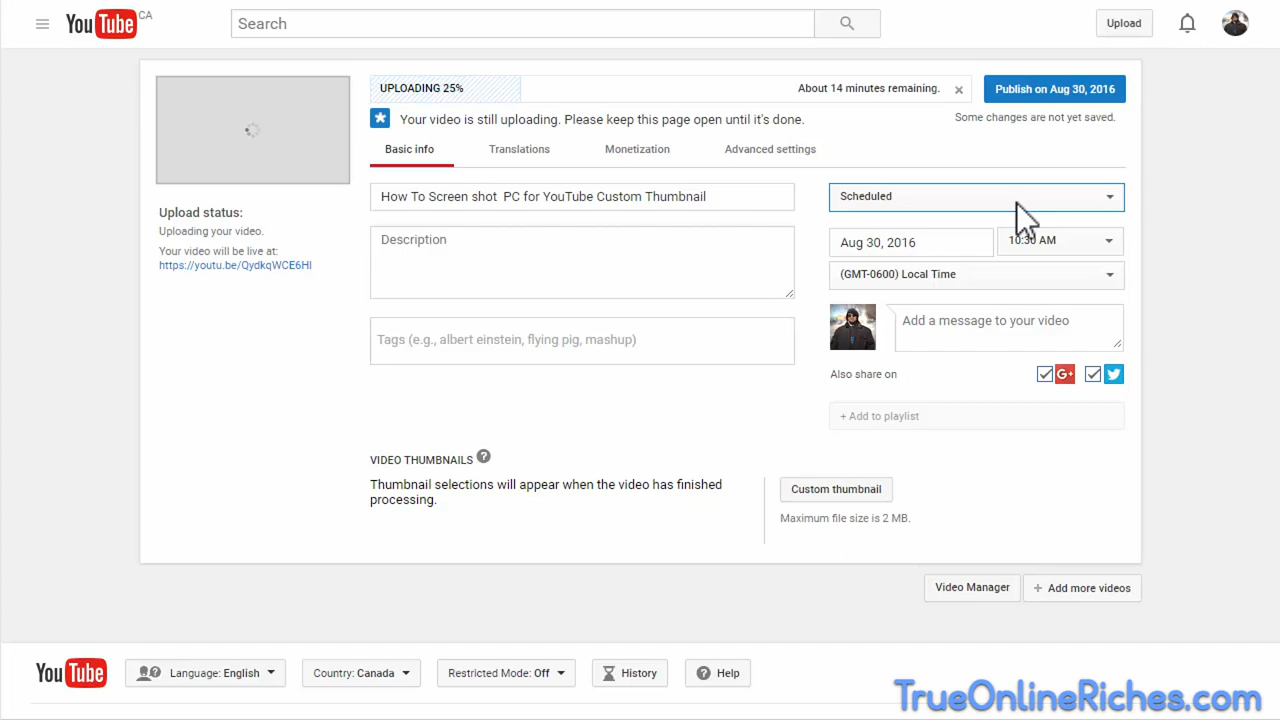 YouTube CA
Search
Upload
UPLOADING 25%
About 14 minutes remaining.
Publish on Aug 30, 2016
Your video is still uploading. Please keep this page open until it's done.
Some changes are not yet saved.
Basic info
Translations
Monetization
Advanced settings
Upload status:
Uploading your video.
Your video will be live at:
https://youtu.be/QydkqWCE6HI
How To Screen shot  PC for YouTube Custom Thumbnail
Description
Tags (e.g., albert einstein, flying pig, mashup)
Scheduled
Aug 30, 2016
10:30 AM
(GMT-0600) Local Time
Add a message to your video
Also share on
G+
+ Add to playlist
VIDEO THUMBNAILS ?
Thumbnail selections will appear when the video has finished
processing.
Custom thumbnail
Maximum file size is 2 MB.
Video Manager
+ Add more videos
YouTube
Language: English
Country: Canada
Restricted Mode: Off
History
? Help
TrueOnlineRiches.com